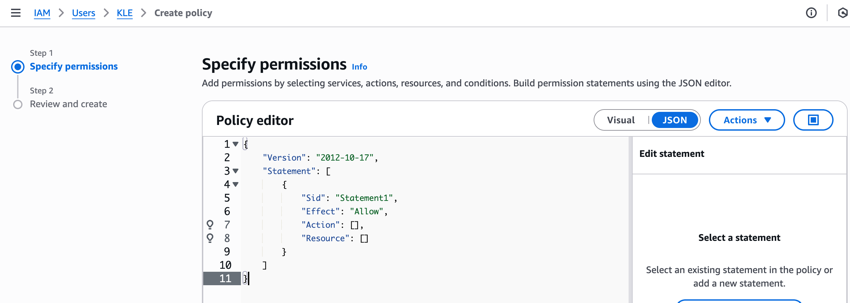 IAM > Users > KLE > Create policy
Step 1
Specify permissions
Step 2
Review and create
Specify permissions Info
Add permissions by selecting services, actions, resources, and conditions. Build permission statements using the JSON editor.
Policy editor
Visual JSON Actions ▼
1 {
2 "Version": "2012-10-17",
3 "Statement": [
4 {
5 "Sid": "Statement1",
6 "Effect": "Allow",
7 "Action": [],
8 "Resource": []
9 }
10 ]
11 }
Edit statement
Select a statement
Select an existing statement in the policy or
add a new statement.